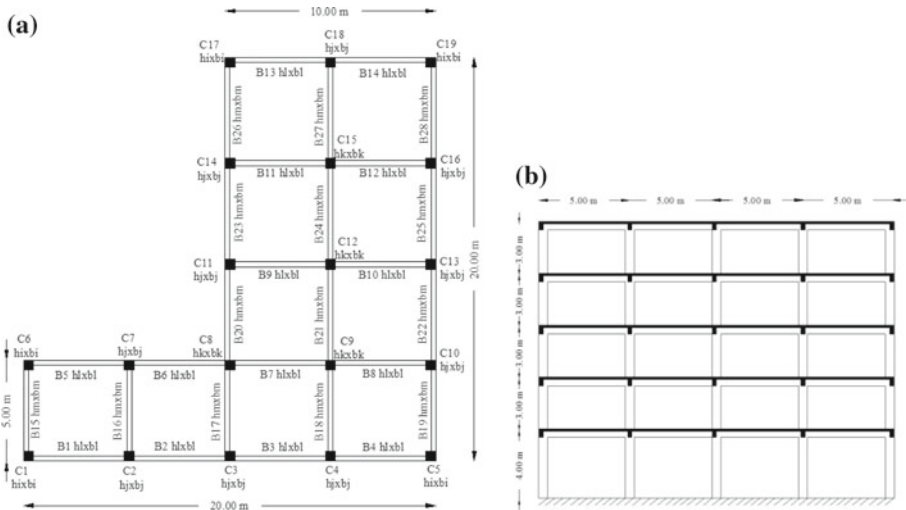 (a)
10.00 m
C17
hixbi
C18
hjxbj
C19
hixbi
B13 hlxbl
B14 hlxbl
B26 hmxbm
B27 hmxbm
B28 hmxbm
C14
hjxbj
C15
hkxbk
C16
hjxbj
B11 hlxbl
B12 hlxbl
B23 hmxbm
B24 hmxbm
B25 hmxbm
C11
hjxbj
C12
hkxbk
C13
hjxbj
B9 hlxbl
B10 hlxbl
20.00 m
B20 hmxbm
B21 hmxbm
B22 hmxbm
C6
hixbi
C7
hjxbj
C8
hkxbk
C9
hkxbk
C10
hjxbj
B5 hlxbl
B6 hlxbl
B7 hlxbl
B8 hlxbl
5.00 m
B15 hmxbm
B16 hmxbm
B17 hmxbm
B18 hmxbm
B19 hmxbm
B1 hlxbl
B2 hlxbl
B3 hlxbl
B4 hlxbl
C1
hixbi
C2
hjxbj
C3
hjxbj
C4
hjxbj
C5
hixbi
20.00 m
(b)
5.00 m
5.00 m
5.00 m
5.00 m
3.00 m
3.00 m
3.00 m
3.00 m
4.00 m